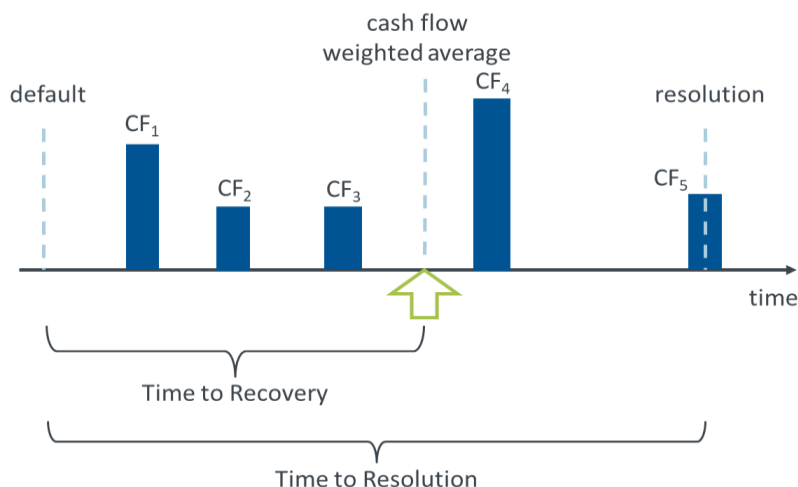 cash flow
weighted average
default
CF₄
resolution
CF₁
CF₂
CF₃
CF₅
time
Time to Recovery
Time to Resolution